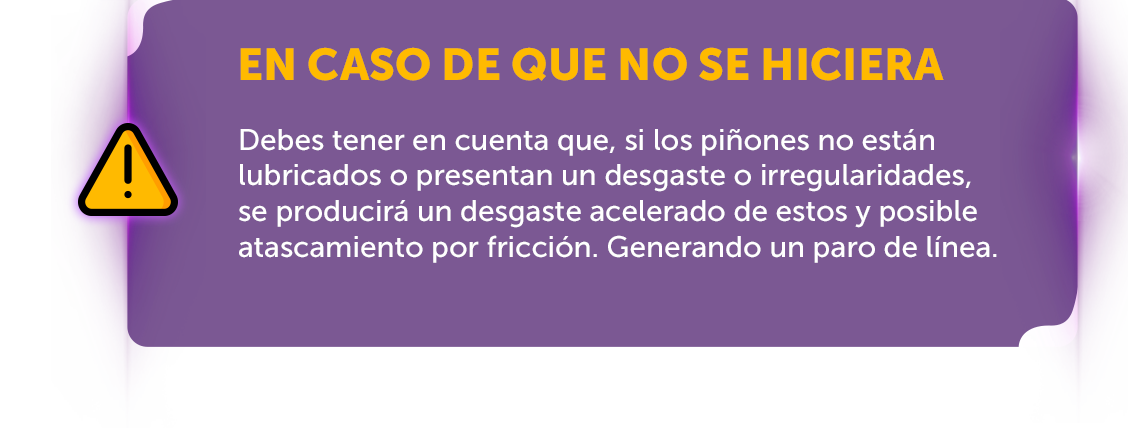 EN CASO DE QUE NO SE HICIERA
Debes tener en cuenta que, si los piñones no están
lubricados o presentan un desgaste o irregularidades,
se producirá un desgaste acelerado de estos y posible
atascamiento por fricción. Generando un paro de línea.